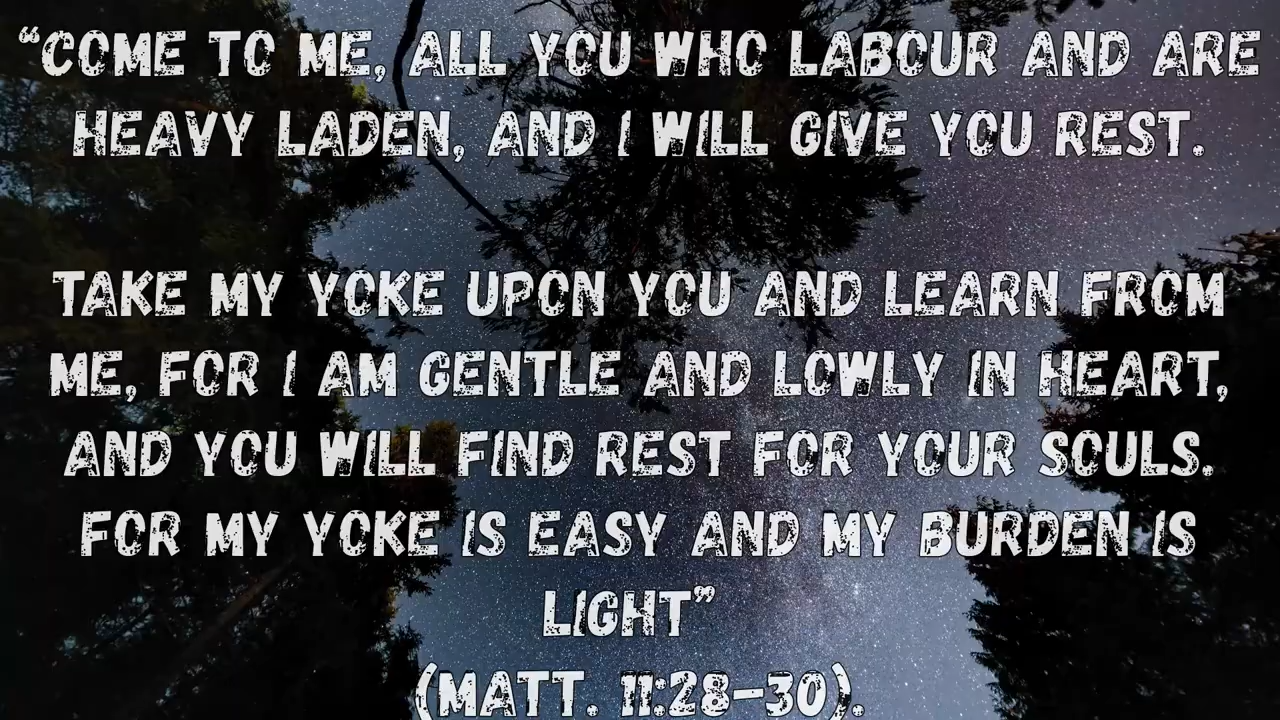 “COME TO ME, ALL YOU WHO LABOUR AND ARE
HEAVY LADEN, AND I WILL GIVE YOU REST.
TAKE MY YOKE UPON YOU AND LEARN FROM
ME, FOR I AM GENTLE AND LOWLY IN HEART,
AND YOU WILL FIND REST FOR YOUR SOULS.
FOR MY YOKE IS EASY AND MY BURDEN IS
LIGHT”
(MATT. 11:28-30).